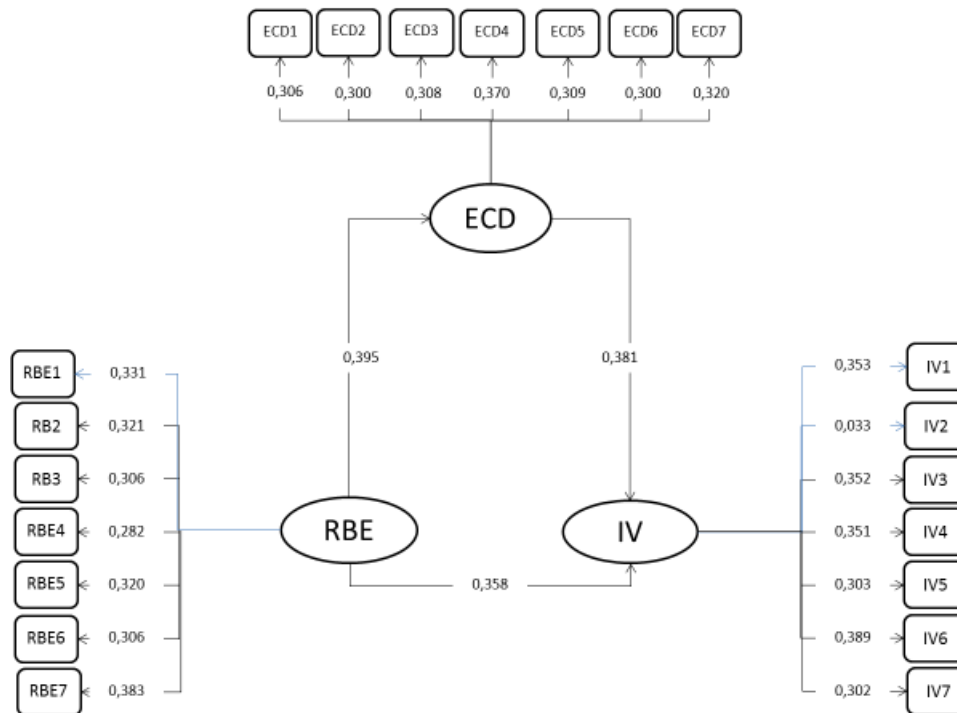 ECD1 ECD2 ECD3 ECD4 ECD5 ECD6 ECD7
0,306 0,300 0,308 0,370 0,309 0,300 0,320
ECD
0,395 0,381
RBE1 0,331
RB2 0,321
RB3 0,306
RBE4 0,282
RBE5 0,320
RBE6 0,306
RBE7 0,383
RBE
IV
0,358
0,353 IV1
0,033 IV2
0,352 IV3
0,351 IV4
0,303 IV5
0,389 IV6
0,302 IV7